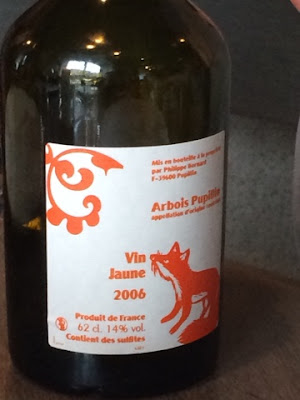 Mis en bouteille à la propriété
par Philippe Bornard
F-39600 Pupillin
Arbois Pupillin
appellation d'origine contrôlée
Vin
Jaune
2006
Produit de France
62 cl. 14% vol.
Contient des sulfites